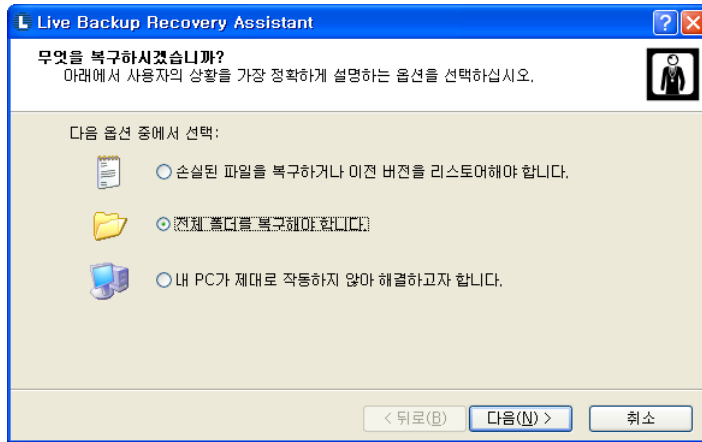 Live Backup Recovery Assistant
무엇을 복구하시겠습니까?
아래에서 사용자의 상황을 가장 정확하게 설명하는 옵션을 선택하십시오.
다음 옵션 중에서 선택:
손실된 파일을 복구하거나 이전 버전을 리스토어해야 합니다.
전체 폴더를 복구해야 합니다.
내 PC가 제대로 작동하지 않아 해결하고자 합니다.
< 뒤로(B) 다음(N) > 취소